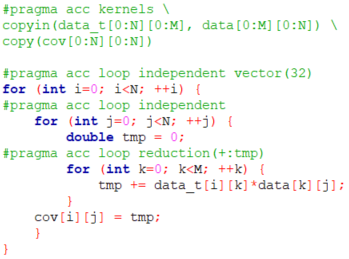 #pragma acc kernels \
copyin(data_t[0:N][0:M], data[0:M][0:N]) \
copy(cov[0:N][0:N])
#pragma acc loop independent vector(32)
for (int i=0; i<N; ++i) {
#pragma acc loop independent
    for (int j=0; j<N; ++j) {
        double tmp = 0;
#pragma acc loop reduction(+:tmp)
        for (int k=0; k<M; ++k) {
            tmp += data_t[i][k]*data[k][j];
        }
    cov[i][j] = tmp;
    }
}